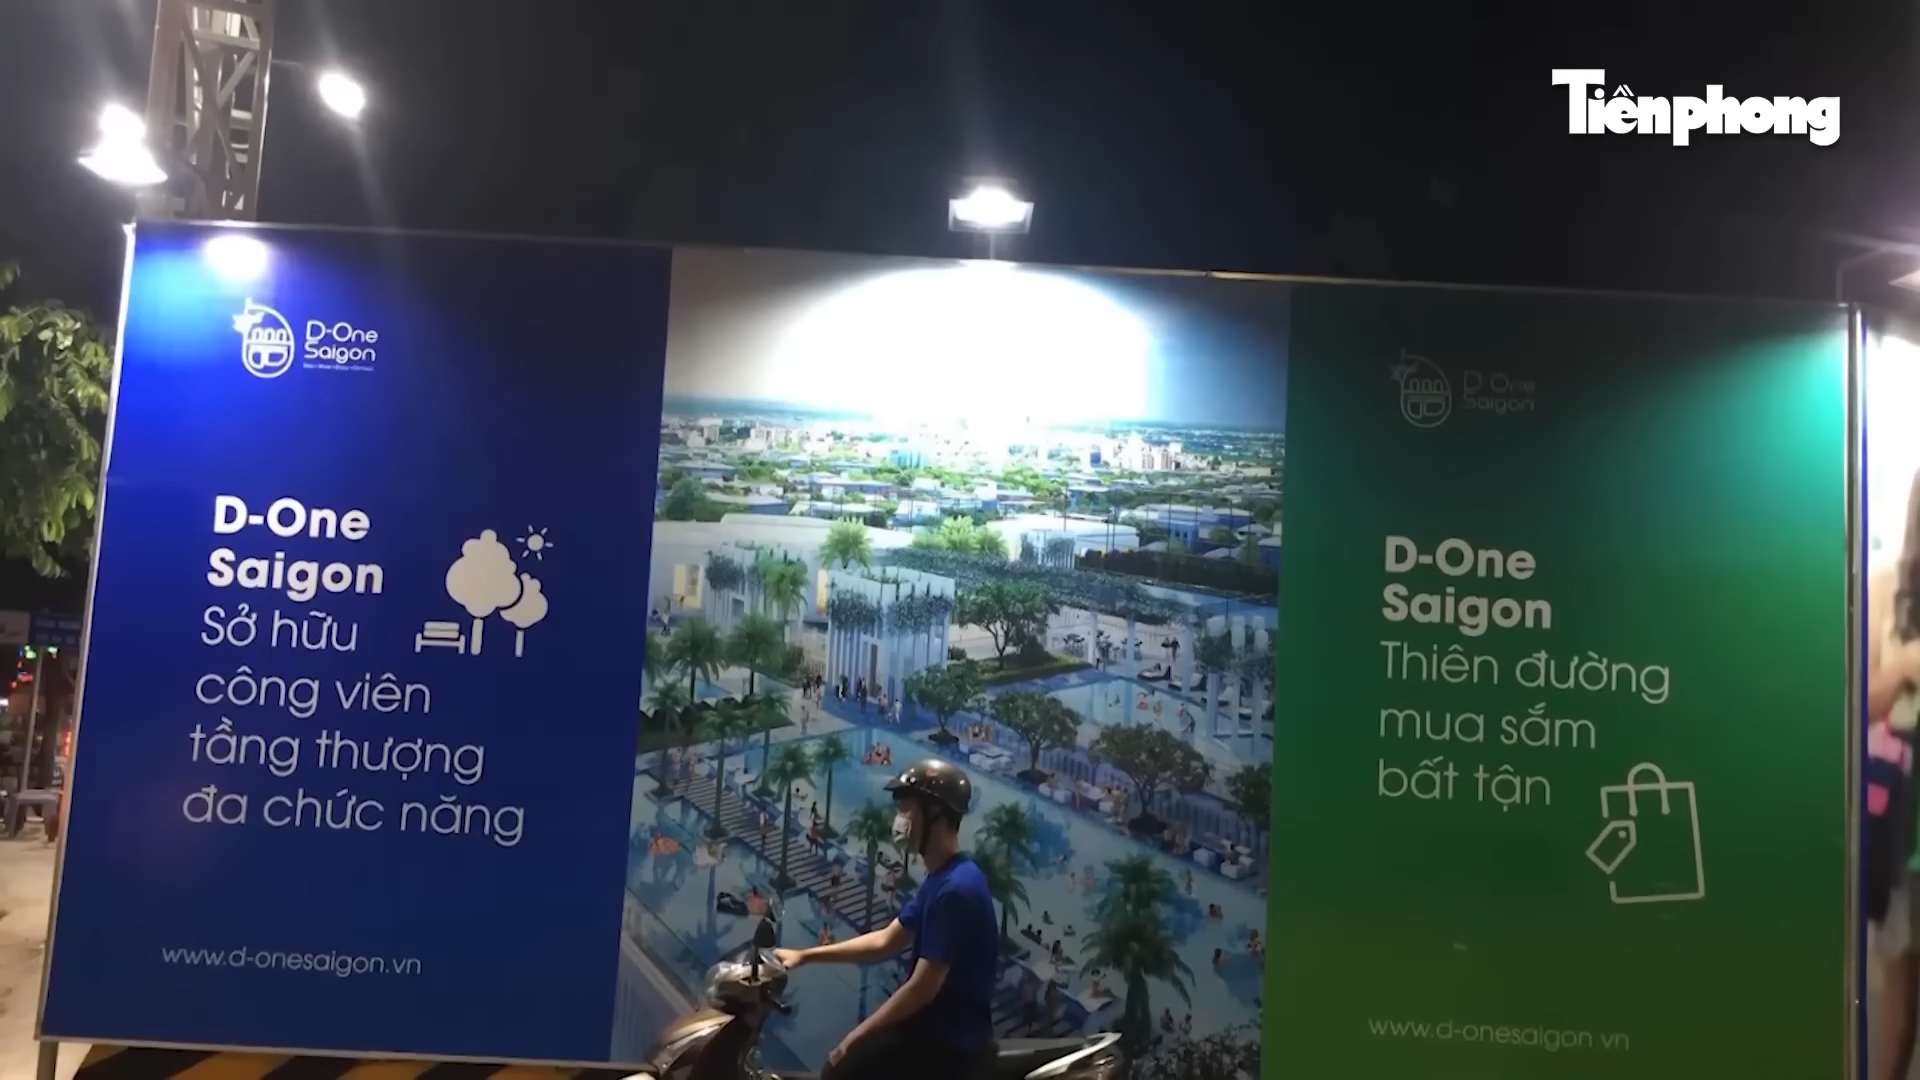 Tiênphong
D-One
Saigon
D-One
Saigon
Sở hữu
công viên
tầng thượng
đa chức năng
www.d-onesaigon.vn
D One
Saigon
D-One
Saigon
Thiên đường
mua sắm
bất tận
www.d-onesaigon.vn